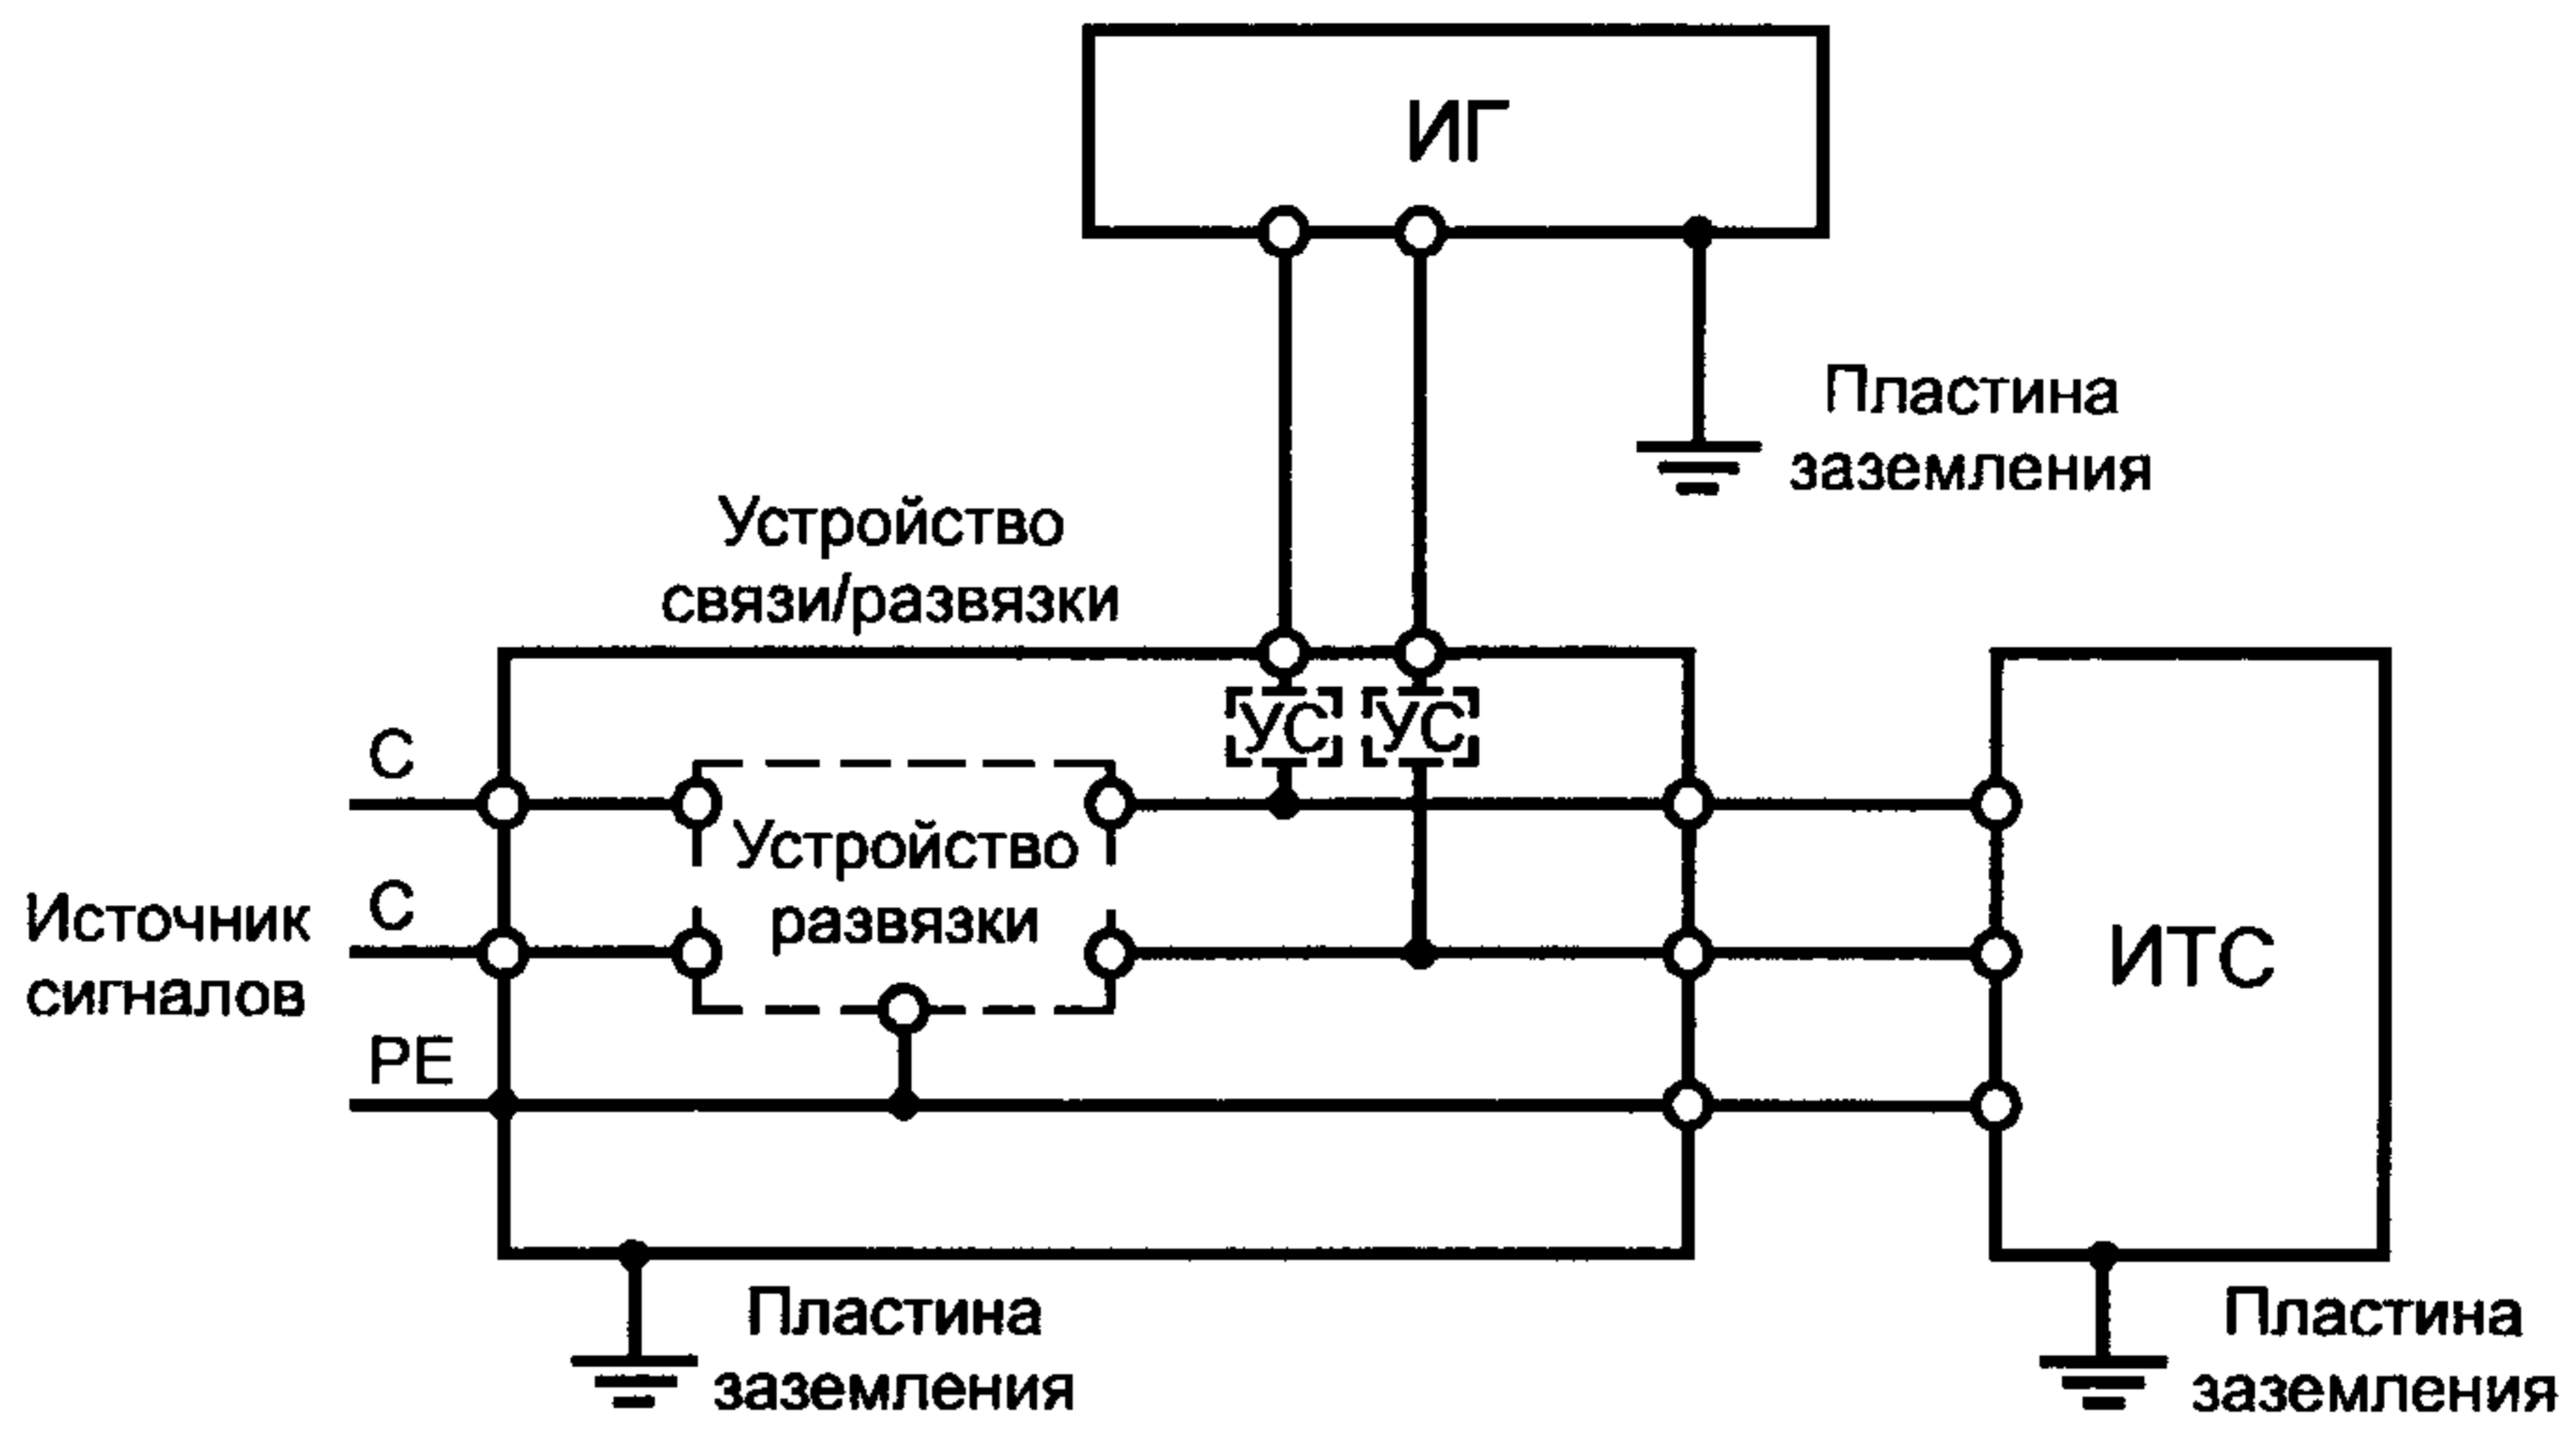 ИГ
Пластина
заземления
Устройство
связи/развязки
УС УС
С
Устройство
развязки
С
Источник
сигналов
ИТС
PE
Пластина
заземления
Пластина
заземления